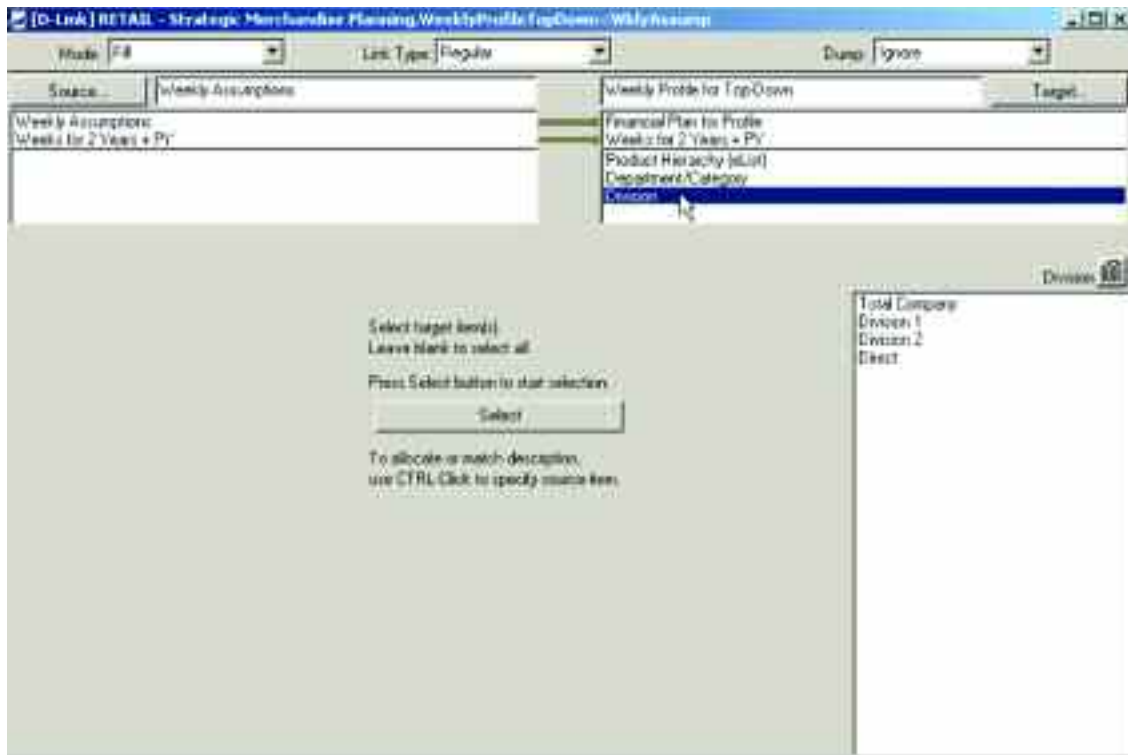 [D-Link] RETAIL - Strategic Merchandise Planning.WeeklyProfileTopDown : WklyAssump
Mode: Fill Link Type: Regular Dump: Ignore
Source... Weekly Assumptions Weekly Profile for Top-Down Target...
Weekly Assumptions Financial Plan for Profile
Weeks for 2 Years + PY Weeks for 2 Years + PY
Product Hierarchy (eList)
Department/Category
Division
Division
Total Company
Division 1
Division 2
Direct
Select target item(s).
Leave blank to select all
Press Select button to start selection.
Select
To allocate or match description,
use CTRL Click to specify source item.